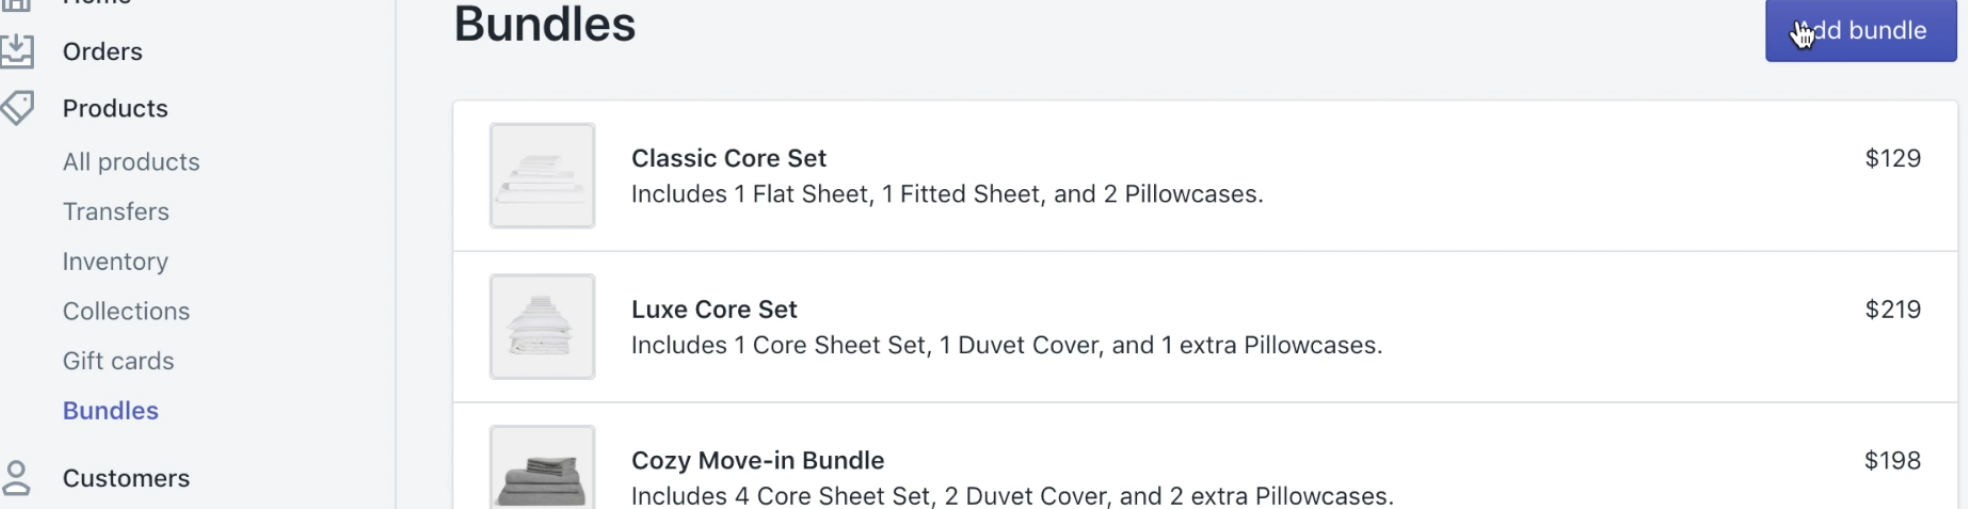 Home
Orders
Products
All products
Transfers
Inventory
Collections
Gift cards
Bundles
Customers
Bundles
Add bundle
Classic Core Set
$129
Includes 1 Flat Sheet, 1 Fitted Sheet, and 2 Pillowcases.
Luxe Core Set
$219
Includes 1 Core Sheet Set, 1 Duvet Cover, and 1 extra Pillowcases.
Cozy Move-in Bundle
$198
Includes 4 Core Sheet Set, 2 Duvet Cover, and 2 extra Pillowcases.